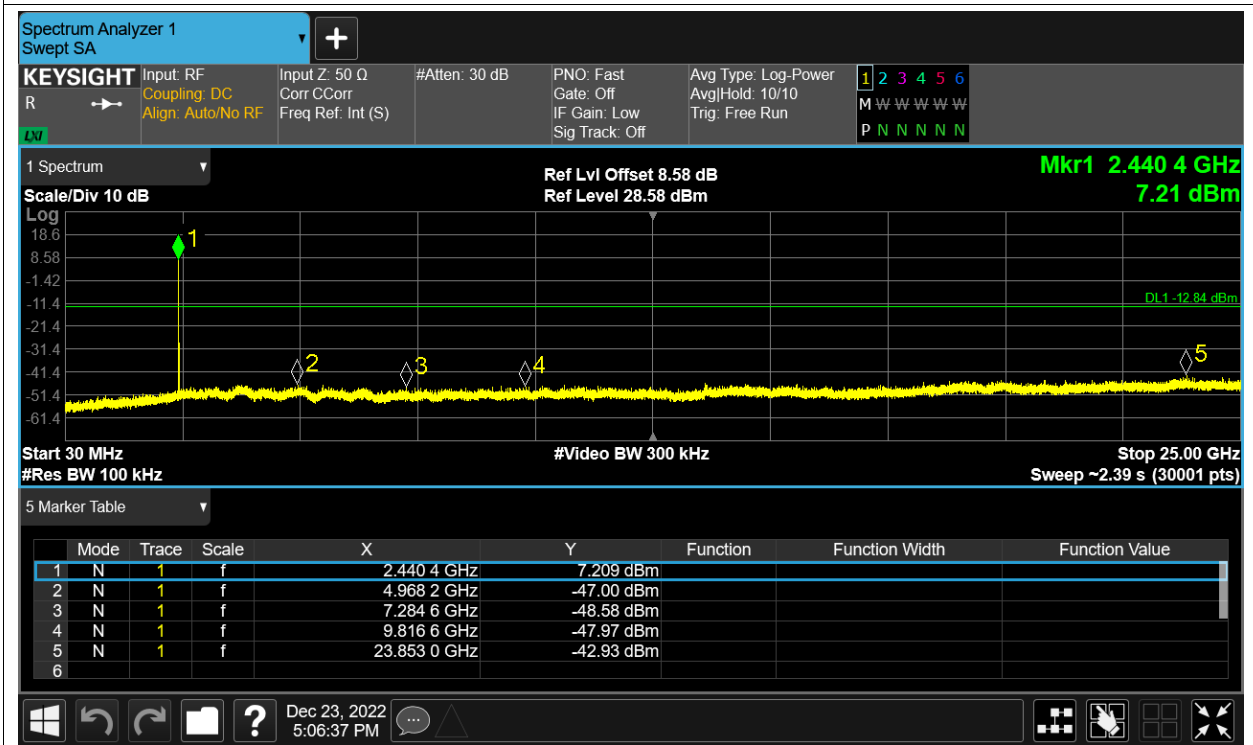 Spectrum Analyzer 1
Swept SA
KEYSIGHT
R
LXI
Input: RF
Coupling: DC
Align: Auto/No RF
Input Z: 50 Ω
Corr CCorr
Freq Ref: Int (S)
#Atten: 30 dB
PNO: Fast
Gate: Off
IF Gain: Low
Sig Track: Off
Avg Type: Log-Power
Avg|Hold: 10/10
Trig: Free Run
1 2 3 4 5 6
M W W W W W
P N N N N N
1 Spectrum
Scale/Div 10 dB
Ref Lvl Offset 8.58 dB
Ref Level 28.58 dBm
Mkr1 2.440 4 GHz
7.21 dBm
Log
18.6
8.58
-1.42
-11.4
-21.4
-31.4
-41.4
-51.4
-61.4
1
2
3
4
5
DL1 -12.84 dBm
Start 30 MHz
#Video BW 300 kHz
Stop 25.00 GHz
#Res BW 100 kHz
Sweep ~2.39 s (30001 pts)
5 Marker Table
Mode Trace Scale X Y Function Function Width Function Value
1 N 1 f 2.440 4 GHz 7.209 dBm
2 N 1 f 4.968 2 GHz -47.00 dBm
3 N 1 f 7.284 6 GHz -48.58 dBm
4 N 1 f 9.816 6 GHz -47.97 dBm
5 N 1 f 23.853 0 GHz -42.93 dBm
6
?
Dec 23, 2022
5:06:37 PM